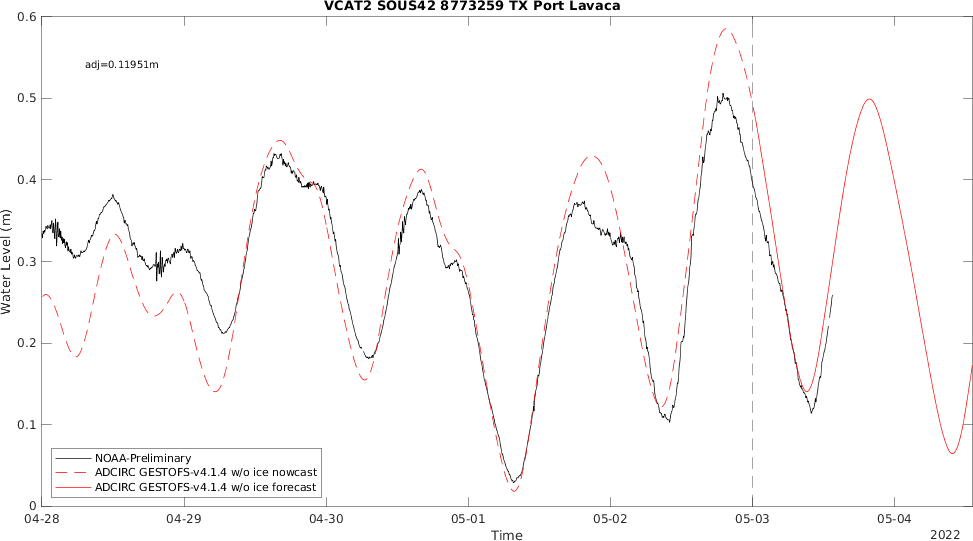 VCAT2 SOUS42 8773259 TX Port Lavaca
0.6
adj=0.11951m
0.5
0.4
0.3
0.2
0.1
0
Water Level (m)
NOAA-Preliminary
ADCIRC GESTOFS-v4.1.4 w/o ice nowcast
ADCIRC GESTOFS-v4.1.4 w/o ice forecast
04-28 04-29 04-30 05-01 05-02 05-03 05-04
Time
2022